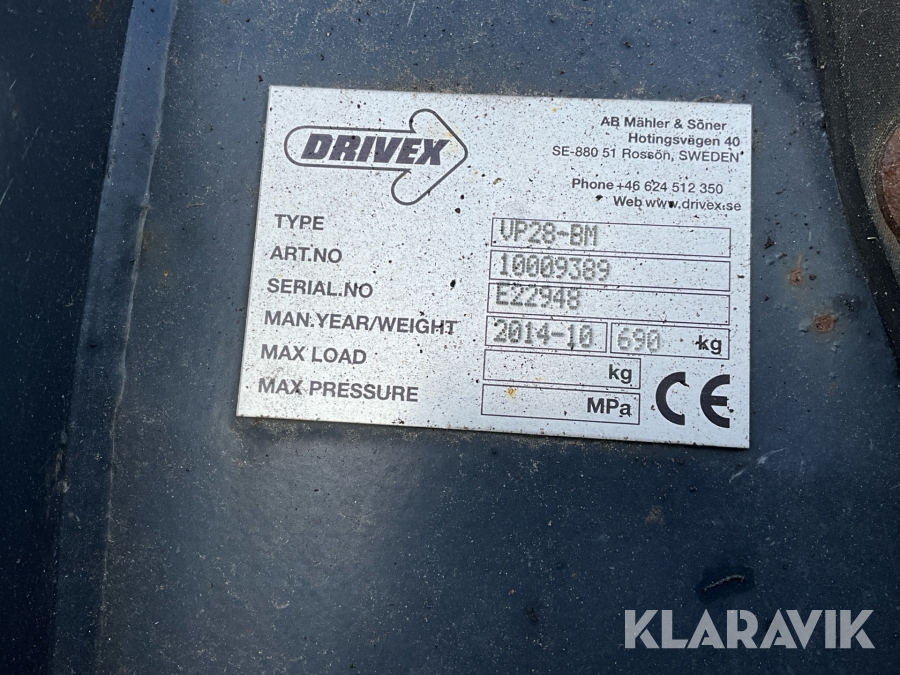 DRIVEX
AB Mähler & Söner
Hotingsvägen 40
SE-880 51 Rossön, SWEDEN
Phone +46 624 512 350
Web www.drivex.se
TYPE VP28-BM
ART.NO 10009389
SERIAL.NO E22948
MAN.YEAR/WEIGHT 2014-10 690 kg
MAX LOAD kg
MAX PRESSURE MPa
CE
KLARAVIK